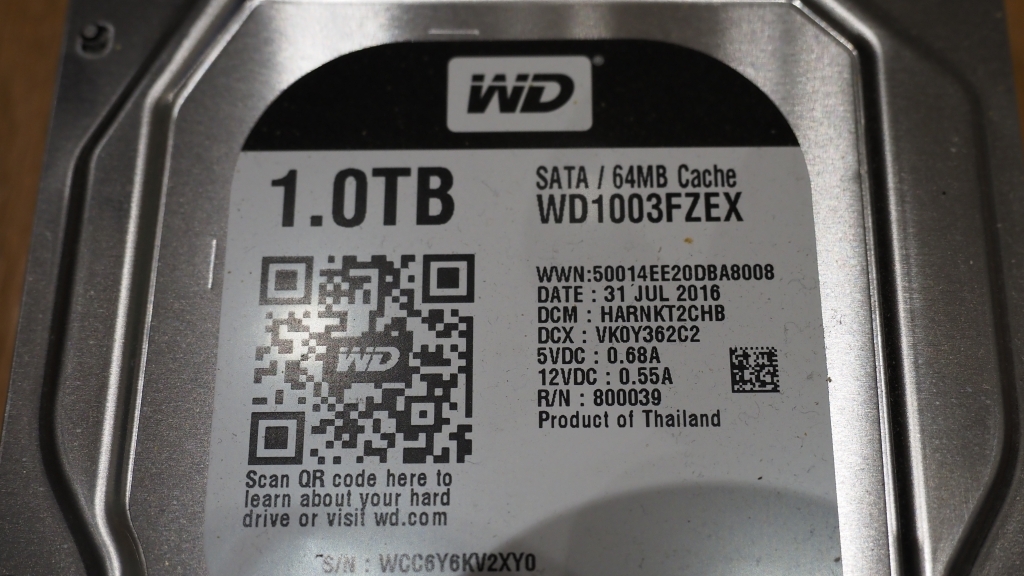 WD
1.0TB
SATA / 64MB Cache
WD1003FZEX
WWN:50014EE20DBA8008
DATE : 31 JUL 2016
DCM : HARNKT2CHB
DCX : VK0Y362C2
5VDC : 0.68A
12VDC : 0.55A
R/N : 800039
Product of Thailand
WD
Scan QR code here to
learn about your hard
drive or visit wd.com
S/N : WCC6Y6KV2XY0